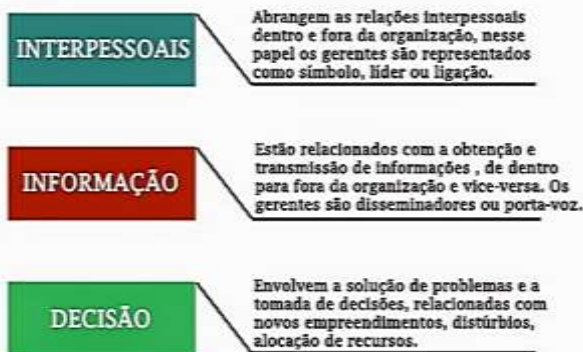 INTERPESSOAIS
Abrangem as relações interpessoais
dentro e fora da organização, nesse
papel os gerentes são representados
como símbolo, líder ou ligação.
INFORMAÇÃO
Estão relacionados com a obtenção e
transmissão de informações , de dentro
para fora da organização e vice-versa. Os
gerentes são disseminadores ou porta-voz.
DECISÃO
Envolvem a solução de problemas e a
tomada de decisões, relacionadas com
novos empreendimentos, distúrbios,
alocação de recursos.